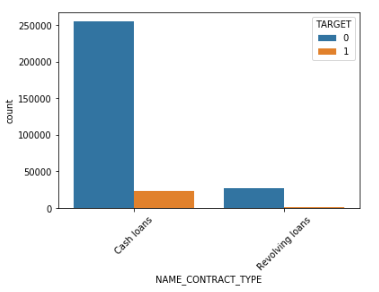 TARGET
0
1
250000
200000
150000
100000
50000
0
count
Cash loans
Revolving loans
NAME_CONTRACT_TYPE